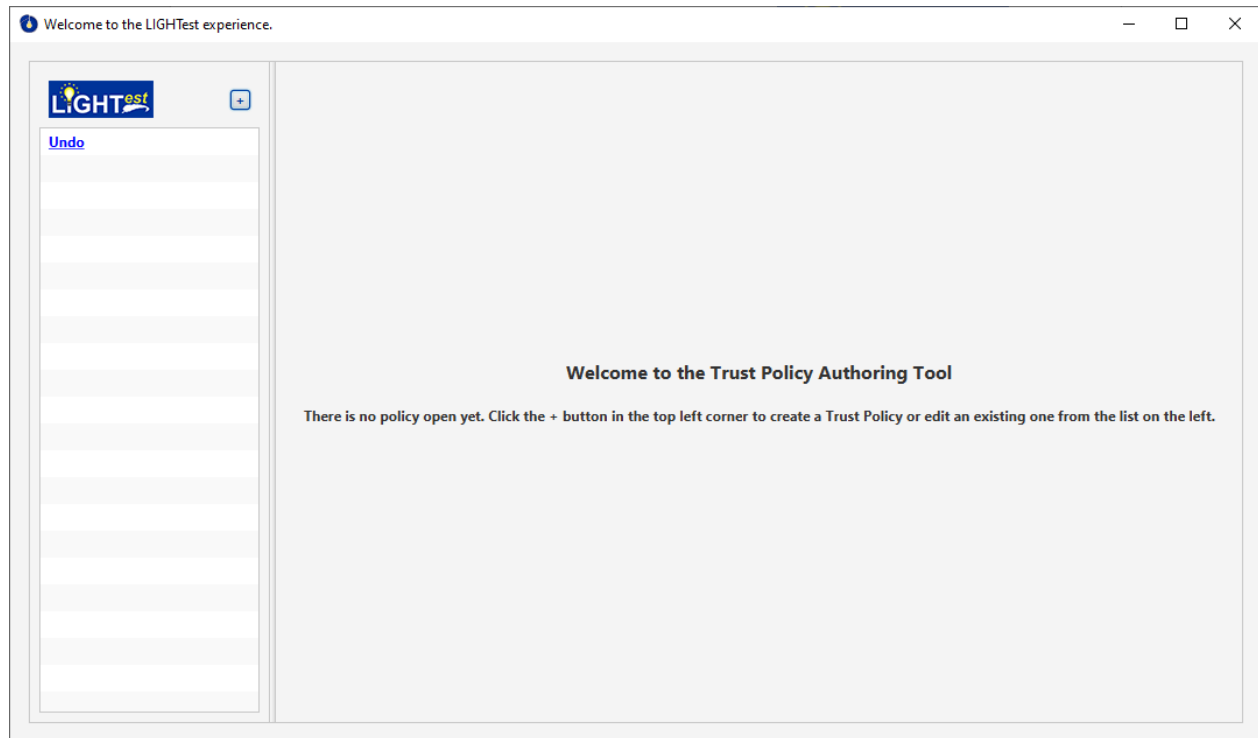 Welcome to the LIGHTest experience.
LIGHTest
+
Undo
Welcome to the Trust Policy Authoring Tool
There is no policy open yet. Click the + button in the top left corner to create a Trust Policy or edit an existing one from the list on the left.